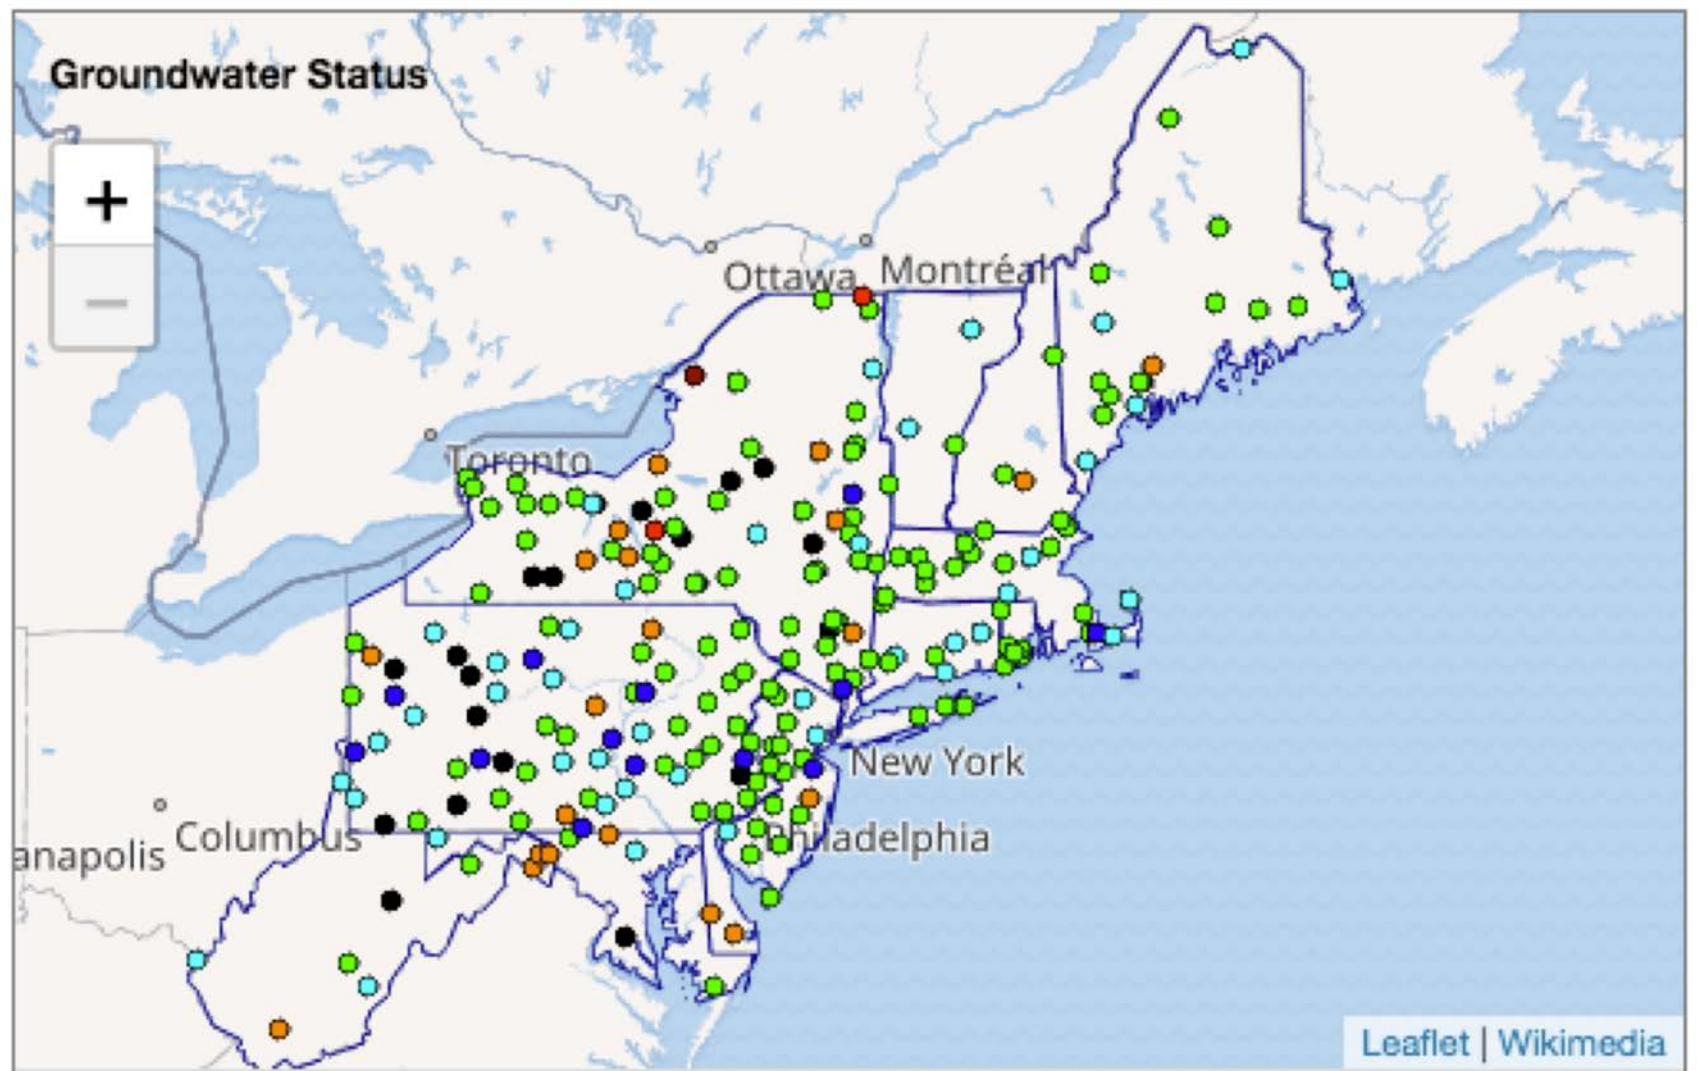 Groundwater Status
+
−
Ottawa
Montréal
Toronto
New York
Columbus
Philadelphia
anapolis
Leaflet | Wikimedia